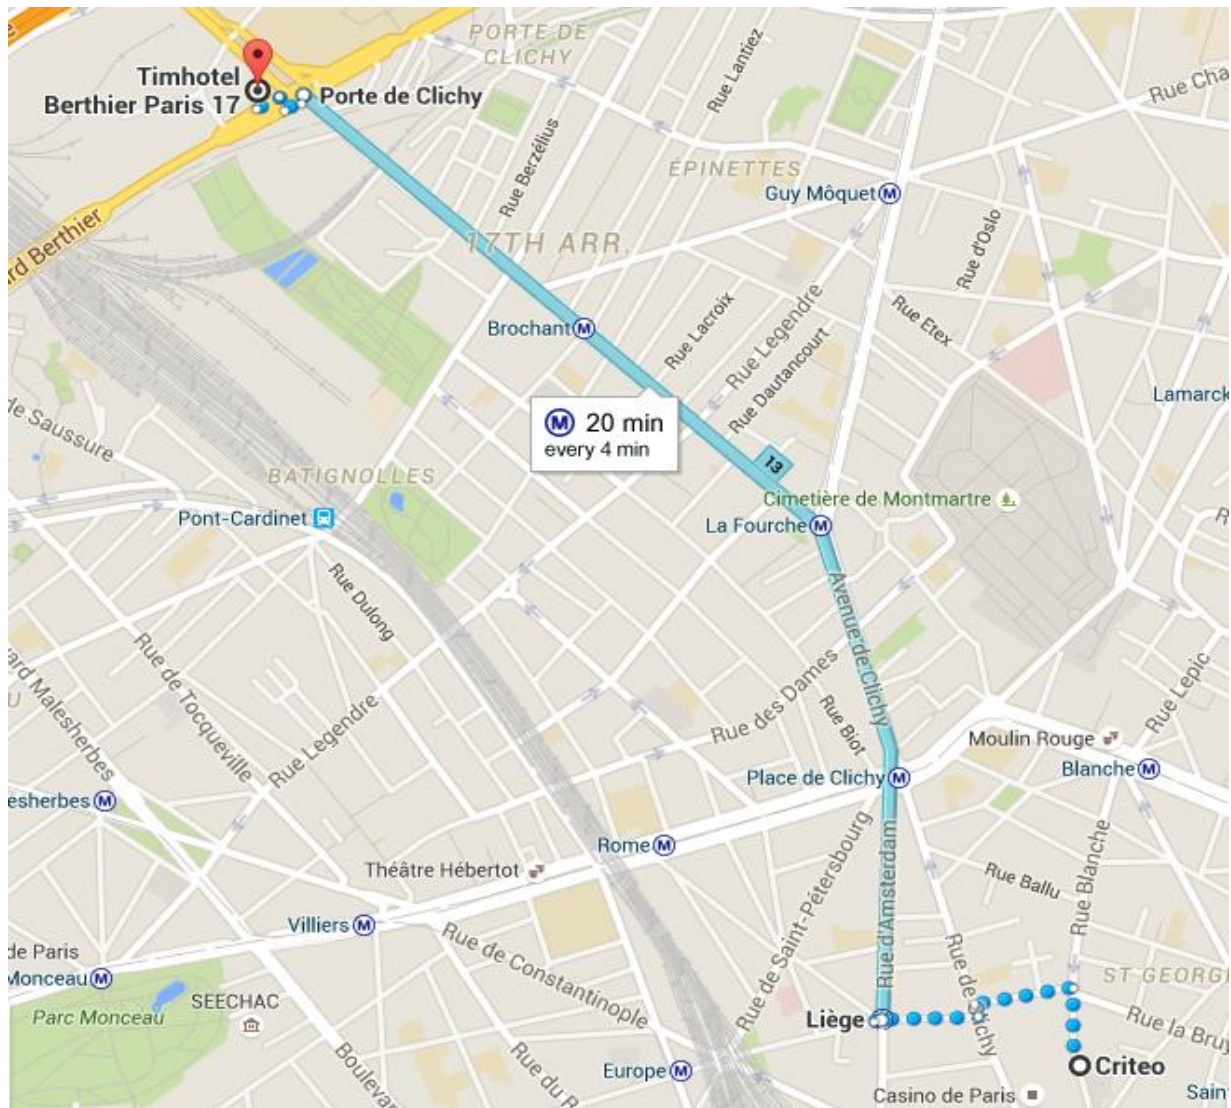 PORTE DE
CLICHY
Timhotel
Berthier Paris 17
Porte de Clichy
Rue Lantiez
Rue Cha
Rue Berzélius
ÉPINETTES
Guy Môquet
rd Berthier
17TH ARR.
Rue d'Oslo
Brochant
Rue Lacroix
Rue Legendre
Rue Etex
Rue Dautancourt
Lamarck
de Saussure
20 min
every 4 min
13
BATIGNOLLES
Cimetière de Montmartre
Pont-Cardinet
La Fourche
Rue Dulong
Avenue de Clichy
Rue de Tocqueville
ard Malesherbes
Rue Legendre
Rue des Dames
Rue Biot
Rue Lepic
Moulin Rouge
Place de Clichy
Blanche
esherbes
Rome
Théâtre Hébertot
Rue de Saint-Pétersbourg
Rue d'Amsterdam
Rue Ballu
Rue Blanche
Villiers
Rue de Constantinople
Rue de Clichy
de Paris
Monceau
ST GEORG
SEECHAC
Parc Monceau
Liège
Rue la Bruy
Boulevar
Rue du R
Europe
Criteo
Casino de Paris
Sain